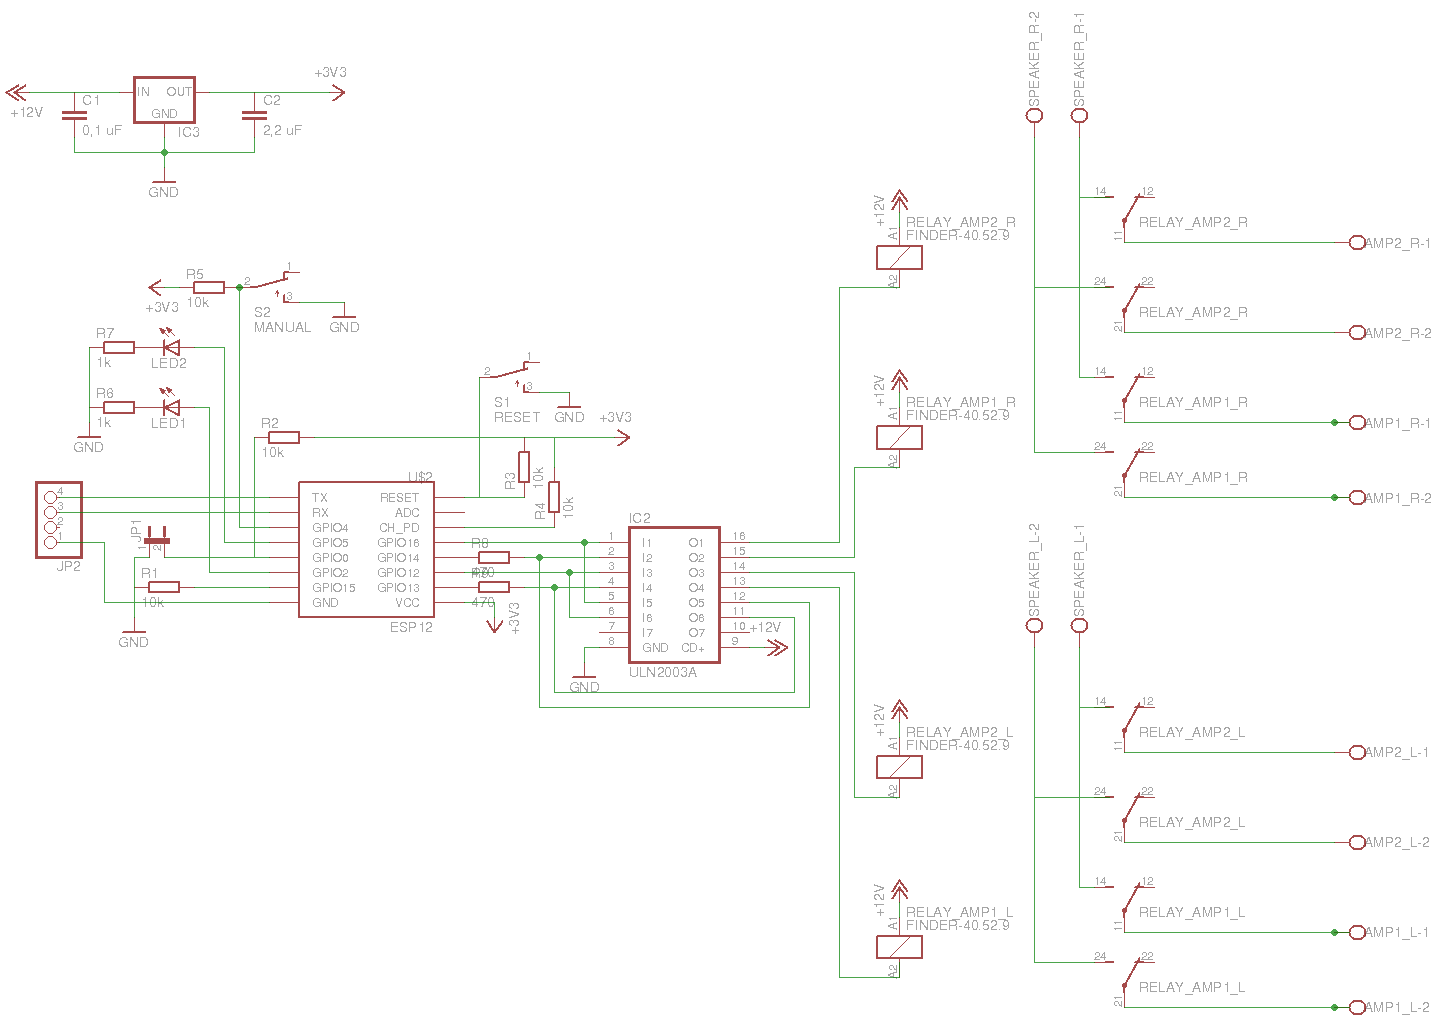 +3V3
IN
OUT
C1
C2
+12V
GND
0,1 uF
IC3
2,2 uF
GND
SPEAKER_R-2
SPEAKER_R-1
+12V
A1
RELAY_AMP2_R
FINDER-40.52.9
A2
14
12
RELAY_AMP2_R
11
AMP2_R-1
24
22
RELAY_AMP2_R
21
AMP2_R-2
14
12
RELAY_AMP1_R
11
AMP1_R-1
24
22
RELAY_AMP1_R
21
AMP1_R-2
+12V
A1
RELAY_AMP1_R
FINDER-40.52.9
A2
R5
10k
+3V3
2
1
3
S2
MANUAL
GND
R7
1k
LED2
R6
1k
LED1
GND
2
1
3
S1
RESET
GND
+3V3
R2
10k
R3
10k
R4
10k
4
3
2
1
JP2
JP1
1
2
R1
10k
GND
U$2
TX
RX
GPIO4
GPIO5
GPIO0
GPIO2
GPIO15
GND
RESET
ADC
CH_PD
GPIO16
GPIO14
GPIO12
GPIO13
VCC
ESP12
470
470
+3V3
IC2
1
2
3
4
5
6
7
8
I1
I2
I3
I4
I5
I6
I7
GND
O1
O2
O3
O4
O5
O6
O7
CD+
16
15
14
13
12
11
10
9
+12V
ULN2003A
GND
SPEAKER_L-2
SPEAKER_L-1
+12V
A1
RELAY_AMP2_L
FINDER-40.52.9
A2
14
12
RELAY_AMP2_L
11
AMP2_L-1
24
22
RELAY_AMP2_L
21
AMP2_L-2
+12V
A1
RELAY_AMP1_L
FINDER-40.52.9
A2
14
12
RELAY_AMP1_L
11
AMP1_L-1
24
22
RELAY_AMP1_L
21
AMP1_L-2